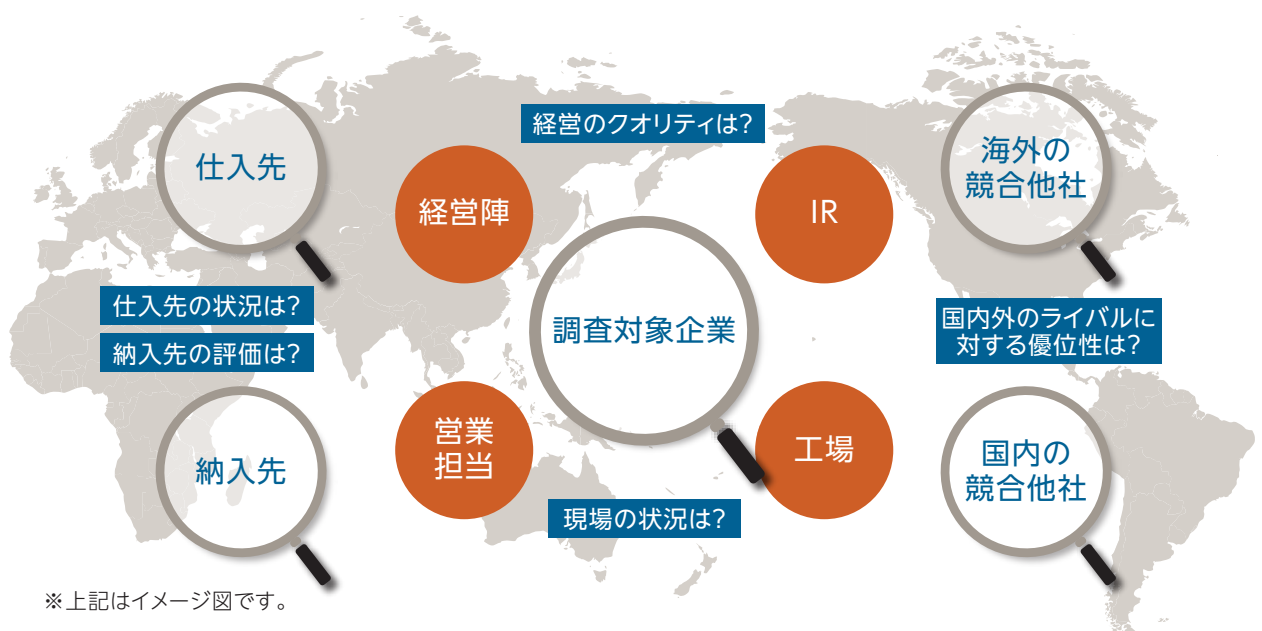 経営のクオリティは?
仕入先
経営陣
IR
海外の
競合他社
仕入先の状況は?
納入先の評価は?
調査対象企業
国内外のライバルに
対する優位性は?
納入先
営業
担当
工場
国内の
競合他社
現場の状況は?
※上記はイメージ図です。